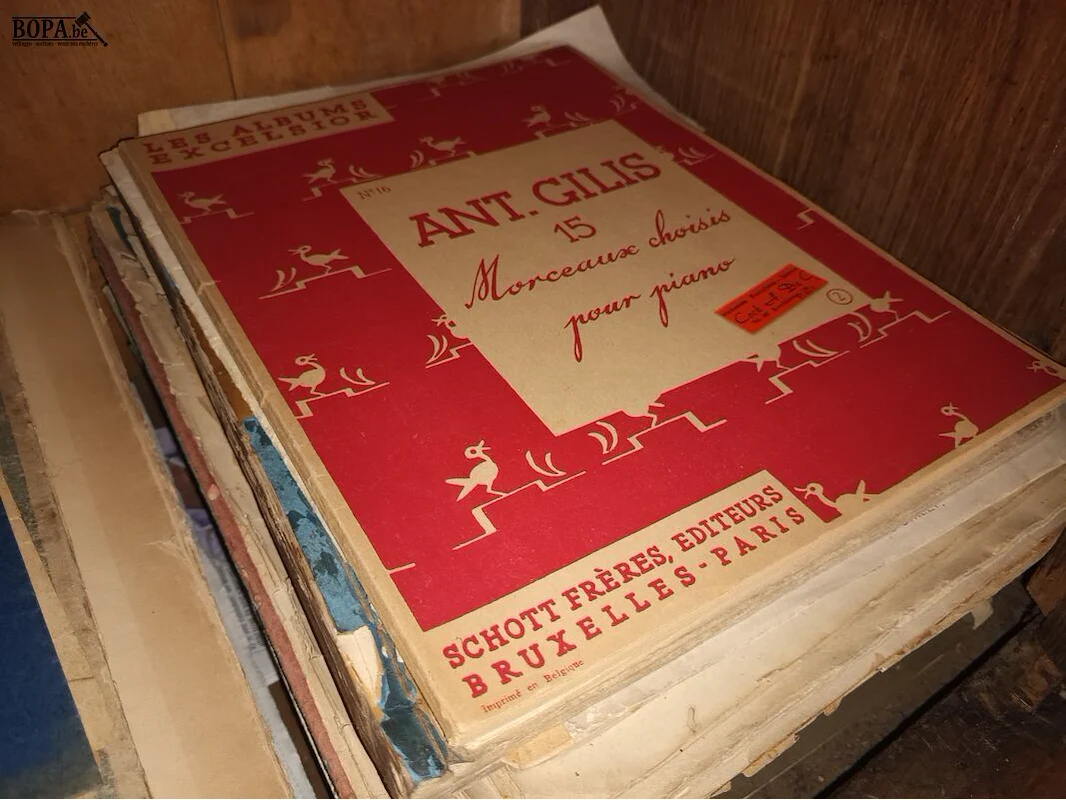 BOPA.be
LES ALBUMS
EXCELSIOR
N° 16
ANT. GILIS
15
Morceaux choisis
pour piano
2
SCHOTT FRÈRES, EDITEURS
BRUXELLES - PARIS
Imprimé en Belgique